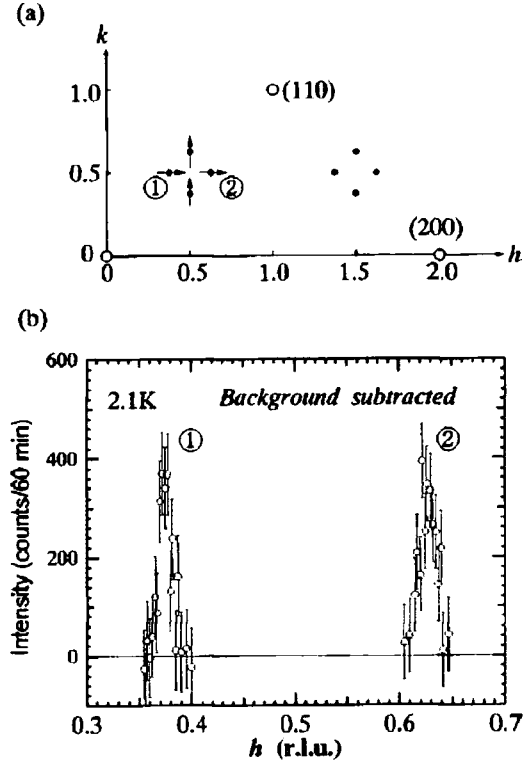 (a)
k
1.0
(110)
0.5
① ②
(200)
0
0 0.5 1.0 1.5 2.0 h
(b)
600
2.1K Background subtracted
① ②
400
200
0
Intensity (counts/60 min)
0.3 0.4 0.5 0.6 0.7
h (r.l.u.)